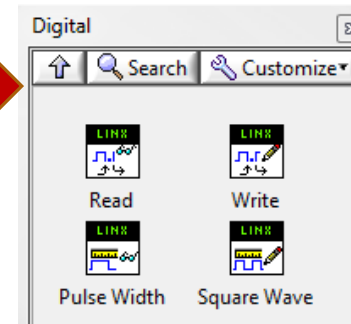 Digital
Search Customize
LINX LINX
Read Write
LINX LINX
Pulse Width Square Wave